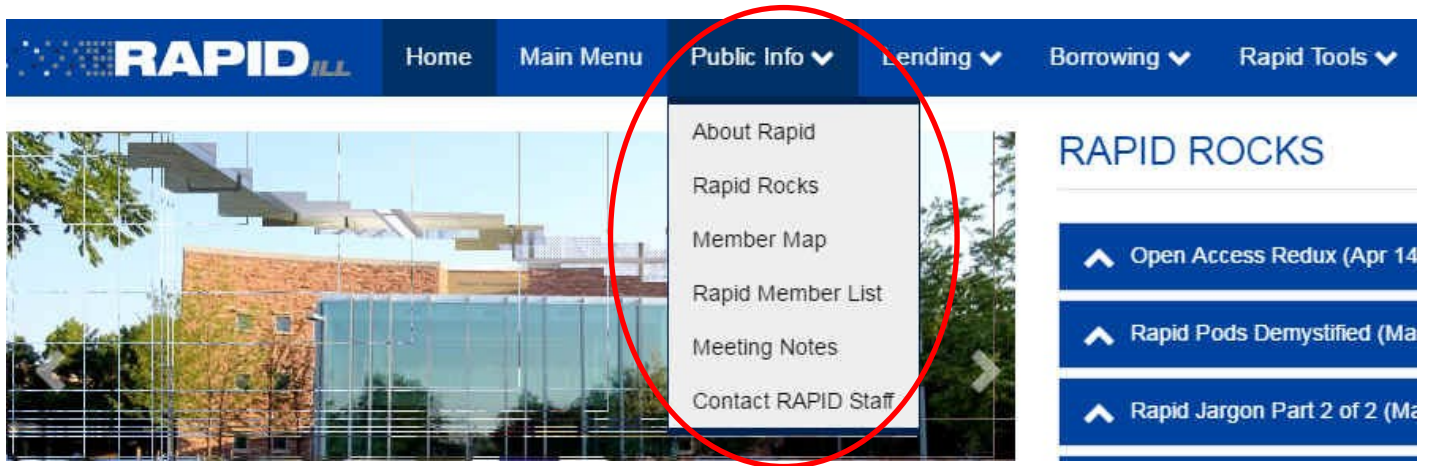 RAPID ILL Home Main Menu Public Info Lending Borrowing Rapid Tools
About Rapid
Rapid Rocks
Member Map
Rapid Member List
Meeting Notes
Contact RAPID Staff
RAPID ROCKS
Open Access Redux (Apr 14
Rapid Pods Demystified (Ma
Rapid Jargon Part 2 of 2 (Ma